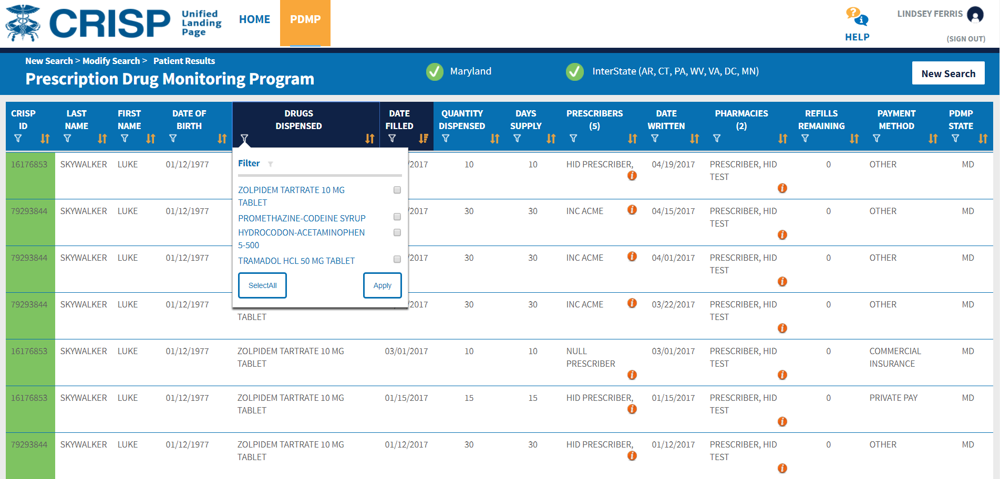 CRISP Unified Landing Page HOME PDMP HELP LINDSEY FERRIS (SIGN OUT)
New Search > Modify Search > Patient Results
Prescription Drug Monitoring Program
Maryland InterState (AR, CT, PA, WV, VA, DC, MN) New Search
CRISP LAST FIRST DATE OF DRUGS DATE QUANTITY DAYS PRESCRIBERS DATE PHARMACIES REFILLS PAYMENT PDMP
ID NAME NAME BIRTH DISPENSED FILLED DISPENSED SUPPLY (5) WRITTEN (2) REMAINING METHOD STATE
Filter
ZOLPIDEM TARTRATE 10 MG
TABLET
PROMETHAZINE-CODEINE SYRUP
HYDROCODON-ACETAMINOPHEN
5-500
TRAMADOL HCL 50 MG TABLET
SelectAll Apply
16176853 SKYWALKER LUKE 01/12/1977 /2017 10 10 HID PRESCRIBER, 04/19/2017 PRESCRIBER, HID 0 OTHER MD
TEST
79293844 SKYWALKER LUKE 01/12/1977 /2017 30 30 INC ACME 04/15/2017 PRESCRIBER, HID 0 OTHER MD
TEST
79293844 SKYWALKER LUKE 01/12/1977 /2017 30 30 INC ACME 04/01/2017 PRESCRIBER, HID 0 OTHER MD
TEST
79293844 SKYWALKER LUKE 01/12/1977 /2017 30 30 INC ACME 03/22/2017 PRESCRIBER, HID 0 OTHER MD
TABLET TEST
16176853 SKYWALKER LUKE 01/12/1977 ZOLPIDEM TARTRATE 10 MG 03/01/2017 10 10 NULL 03/01/2017 PRESCRIBER, HID 0 COMMERCIAL MD
TABLET PRESCRIBER TEST INSURANCE
16176853 SKYWALKER LUKE 01/12/1977 ZOLPIDEM TARTRATE 10 MG 01/15/2017 15 15 HID PRESCRIBER, 01/15/2017 PRESCRIBER, HID 0 PRIVATE PAY MD
TABLET TEST
79293844 SKYWALKER LUKE 01/12/1977 ZOLPIDEM TARTRATE 10 MG 01/12/2017 30 30 HID PRESCRIBER, 01/12/2017 PRESCRIBER, HID 0 OTHER MD
TABLET TEST